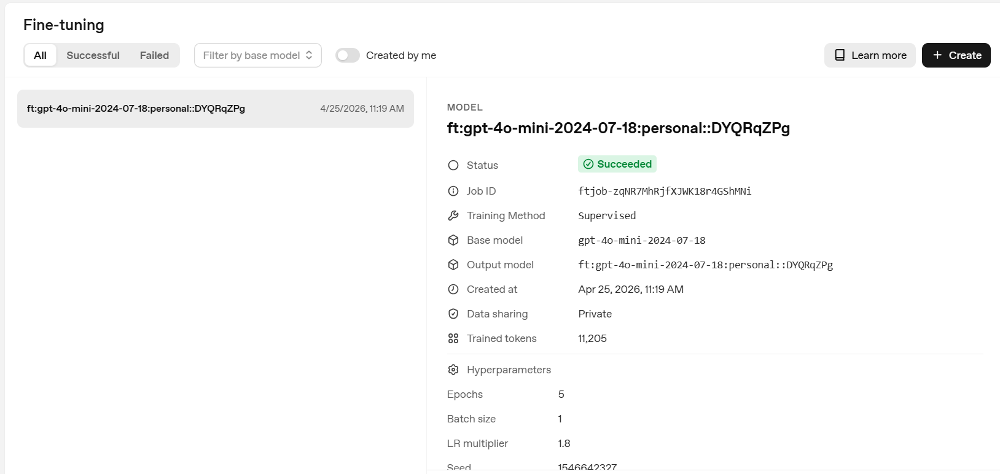 Fine-tuning
All Successful Failed Filter by base model Created by me Learn more + Create
ft:gpt-4o-mini-2024-07-18:personal::DYQRqZPg 4/25/2026, 11:19 AM
MODEL
ft:gpt-4o-mini-2024-07-18:personal::DYQRqZPg
Status Succeeded
Job ID ftjob-zqNR7MhRjfXJWK18r4GShMNi
Training Method Supervised
Base model gpt-4o-mini-2024-07-18
Output model ft:gpt-4o-mini-2024-07-18:personal::DYQRqZPg
Created at Apr 25, 2026, 11:19 AM
Data sharing Private
Trained tokens 11,205
Hyperparameters
Epochs 5
Batch size 1
LR multiplier 1.8
Seed 1546642327